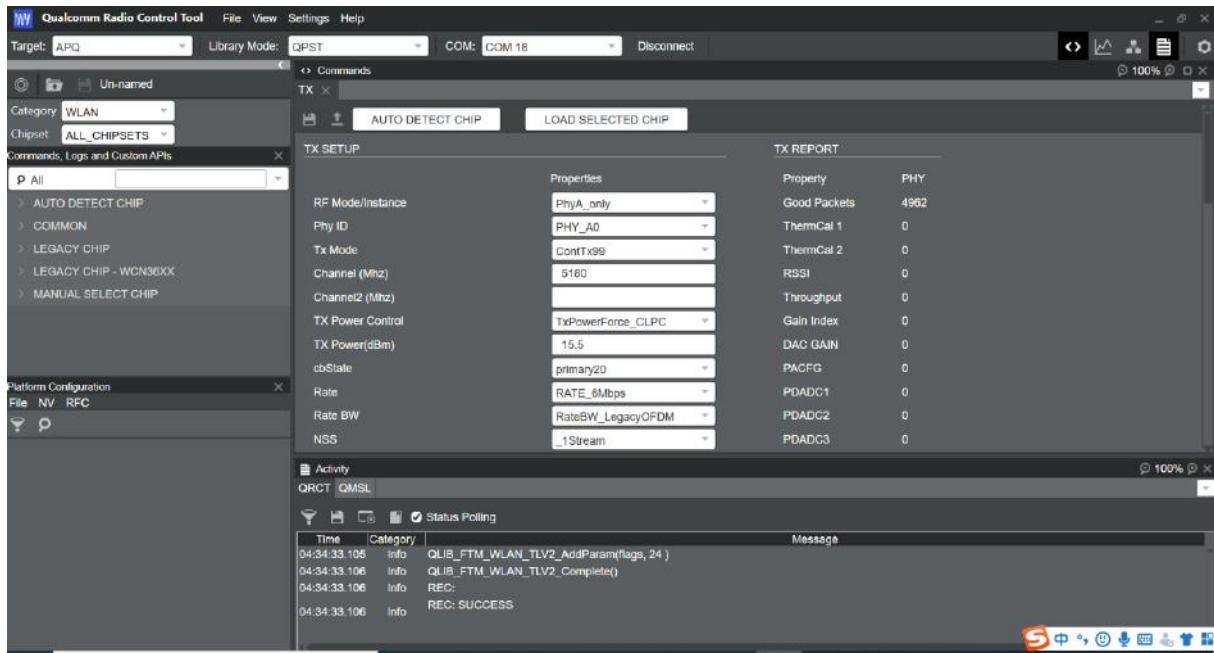 Qualcomm Radio Control Tool File View Settings Help
Target: APQ Library Mode: QPST COM: COM 18 Disconnect
Un-named
Category WLAN
Chipset ALL_CHIPSETS
Commands, Logs and Custom APIs
All
AUTO DETECT CHIP
COMMON
LEGACY CHIP
LEGACY CHIP - WCN36XX
MANUAL SELECT CHIP
Platform Configuration
File NV RFC
<> Commands 100%
TX
AUTO DETECT CHIP LOAD SELECTED CHIP
TX SETUP TX REPORT
Properties Property PHY
RF Mode/Instance PhyA_only Good Packets 4962
Phy ID PHY_A0 ThermCal 1 0
Tx Mode ContTx99 ThermCal 2 0
Channel (Mhz) 5180 RSSI 0
Channel2 (Mhz) Throughput 0
TX Power Control TxPowerForce_CLPC Gain Index 0
TX Power(dBm) 15.5 DAC GAIN 0
cbState primary20 PACFG 0
Rate RATE_6Mbps PDADC1 0
Rate BW RateBW_LegacyOFDM PDADC2 0
NSS _1Stream PDADC3 0
Activity 100%
QRCT QMSL
Status Polling
Time Category Message
04:34:33.105 Info QLIB_FTM_WLAN_TLV2_AddParam(flags, 24 )
04:34:33.106 Info QLIB_FTM_WLAN_TLV2_Complete()
04:34:33.106 Info REC:
04:34:33.106 Info REC: SUCCESS
S 中